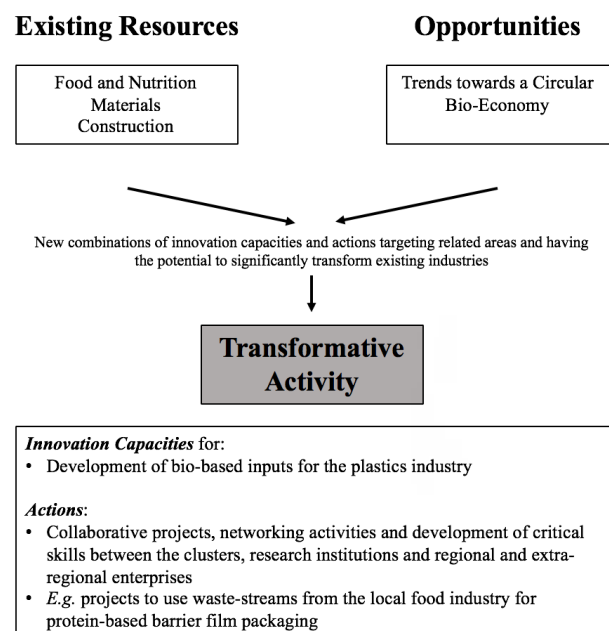 Existing Resources
Opportunities
Food and Nutrition
Materials
Construction
Trends towards a Circular
Bio-Economy
New combinations of innovation capacities and actions targeting related areas and having
the potential to significantly transform existing industries
Transformative
Activity
Innovation Capacities for:
• Development of bio-based inputs for the plastics industry
Actions:
• Collaborative projects, networking activities and development of critical
skills between the clusters, research institutions and regional and extra-
regional enterprises
• E.g. projects to use waste-streams from the local food industry for
protein-based barrier film packaging